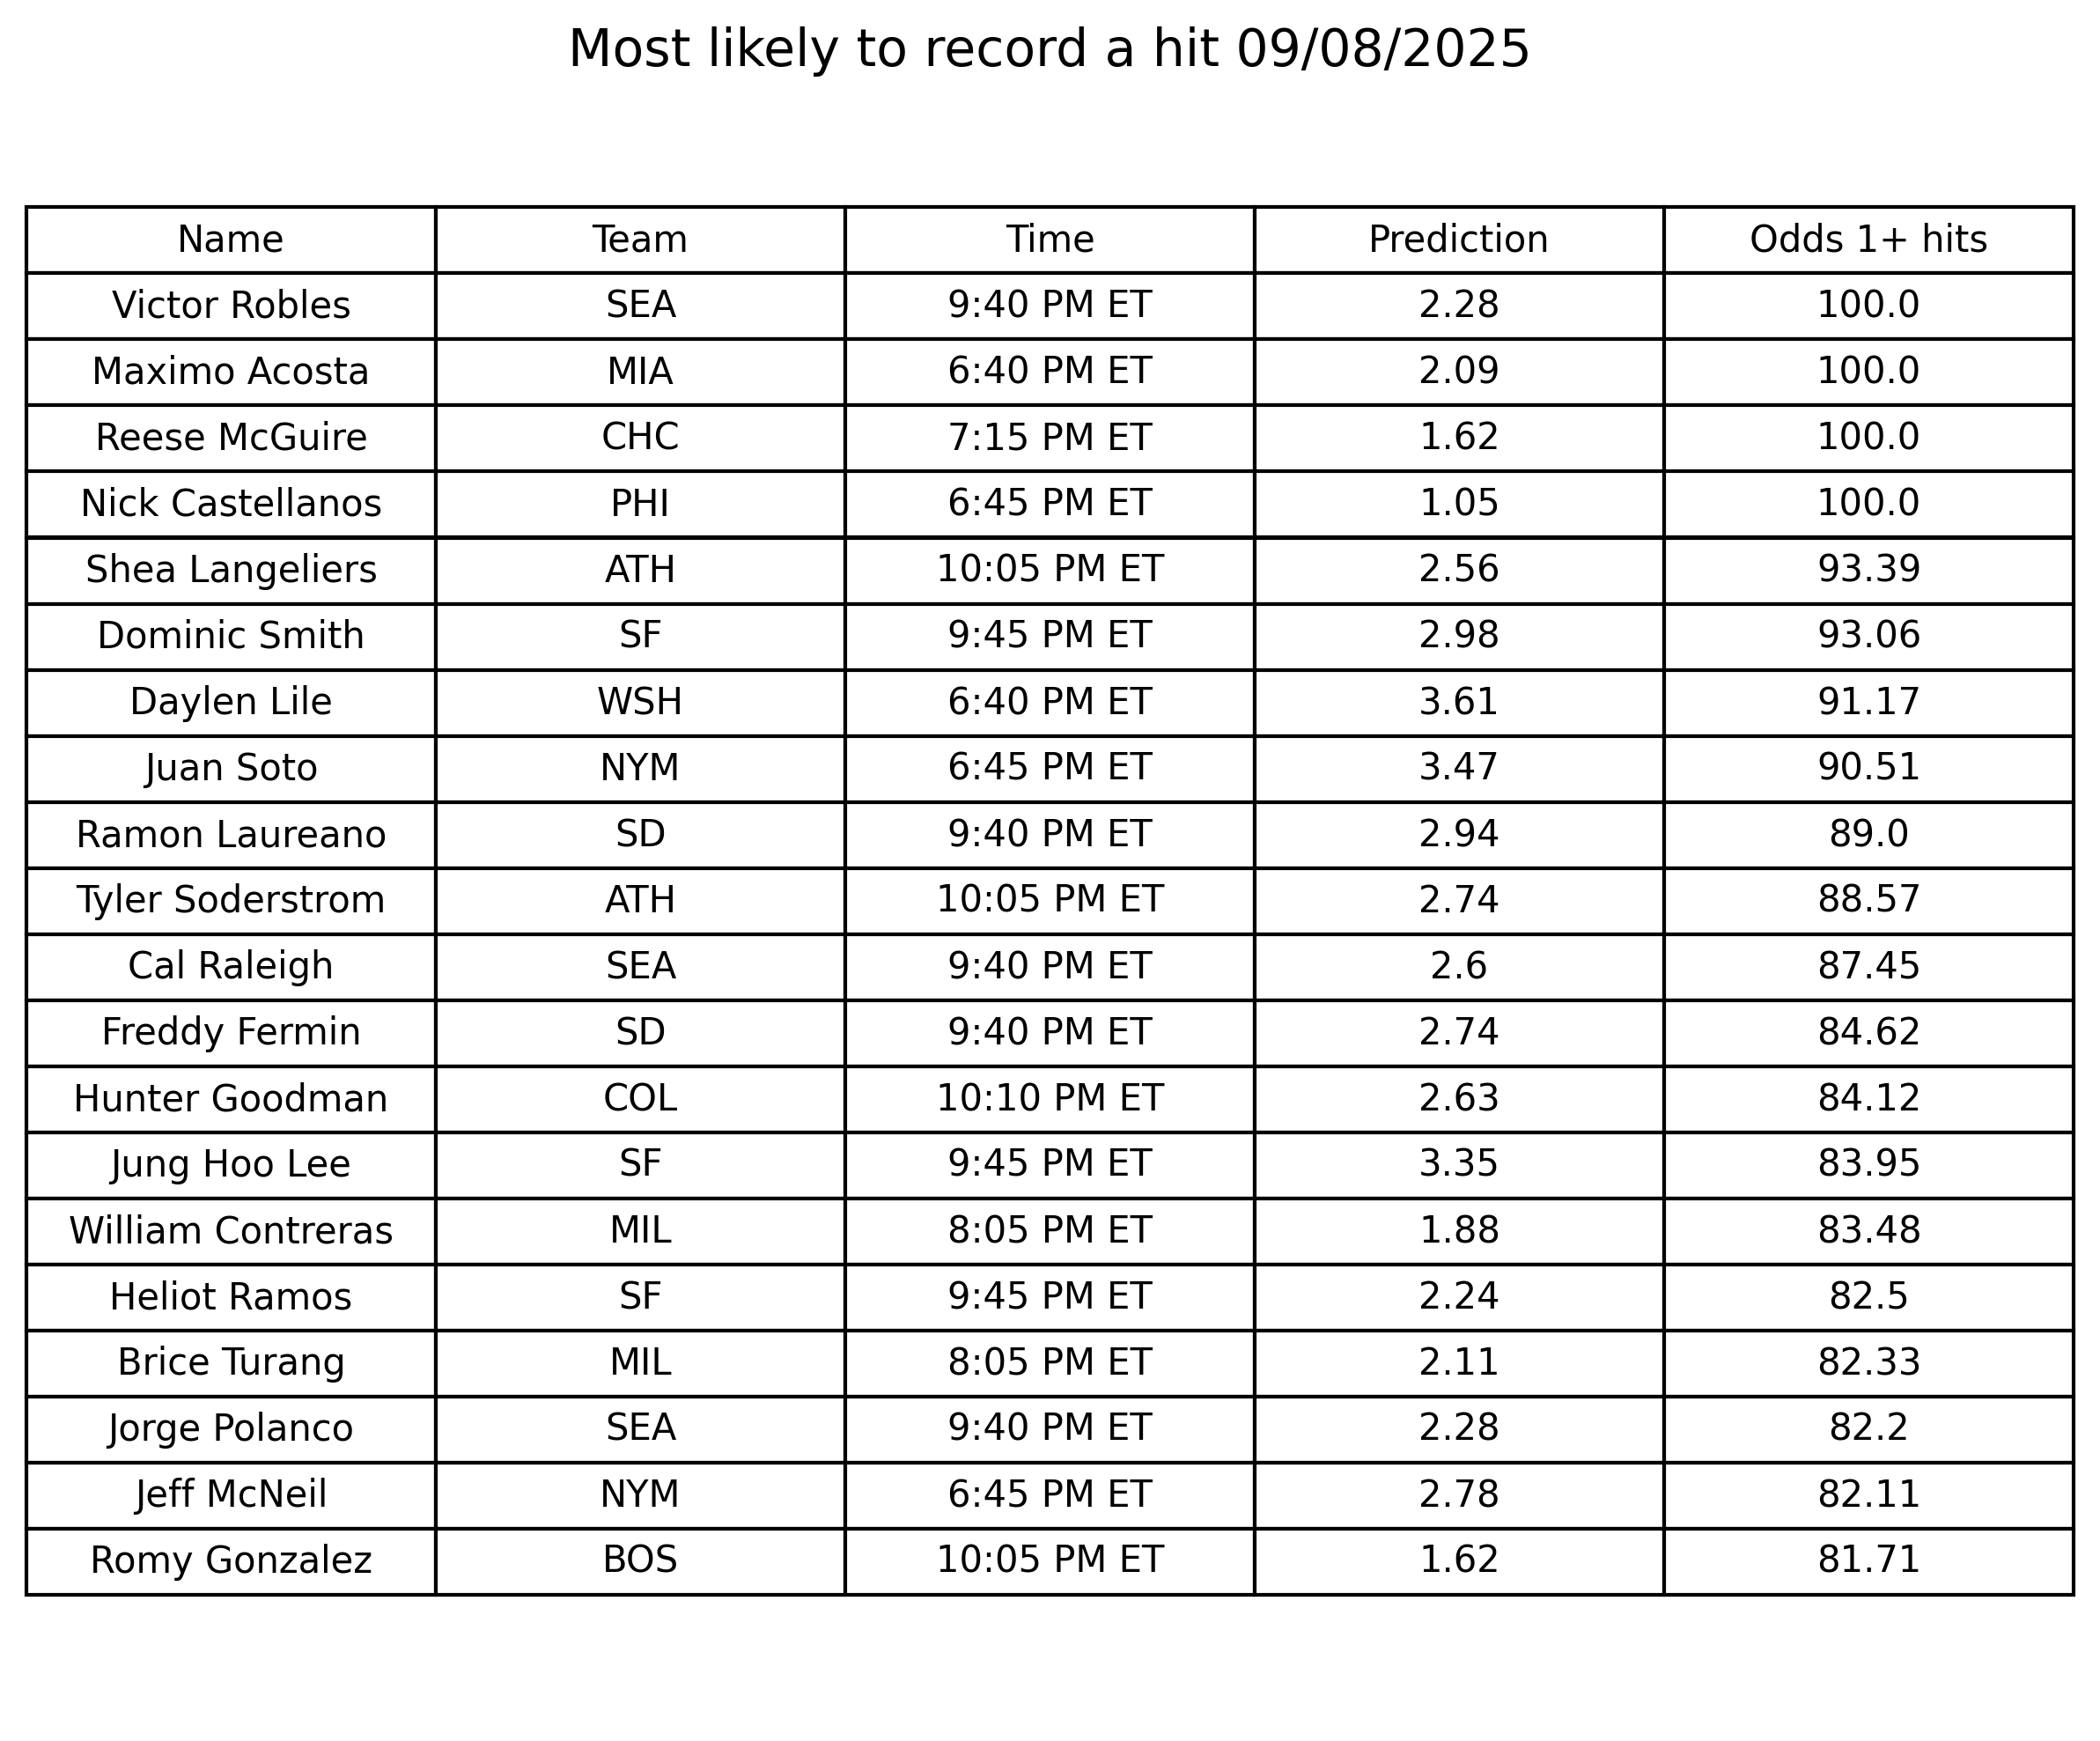 Most likely to record a hit 09/08/2025
Name Team Time Prediction Odds 1+ hits
Victor Robles SEA 9:40 PM ET 2.28 100.0
Maximo Acosta MIA 6:40 PM ET 2.09 100.0
Reese McGuire CHC 7:15 PM ET 1.62 100.0
Nick Castellanos PHI 6:45 PM ET 1.05 100.0
Shea Langeliers ATH 10:05 PM ET 2.56 93.39
Dominic Smith SF 9:45 PM ET 2.98 93.06
Daylen Lile WSH 6:40 PM ET 3.61 91.17
Juan Soto NYM 6:45 PM ET 3.47 90.51
Ramon Laureano SD 9:40 PM ET 2.94 89.0
Tyler Soderstrom ATH 10:05 PM ET 2.74 88.57
Cal Raleigh SEA 9:40 PM ET 2.6 87.45
Freddy Fermin SD 9:40 PM ET 2.74 84.62
Hunter Goodman COL 10:10 PM ET 2.63 84.12
Jung Hoo Lee SF 9:45 PM ET 3.35 83.95
William Contreras MIL 8:05 PM ET 1.88 83.48
Heliot Ramos SF 9:45 PM ET 2.24 82.5
Brice Turang MIL 8:05 PM ET 2.11 82.33
Jorge Polanco SEA 9:40 PM ET 2.28 82.2
Jeff McNeil NYM 6:45 PM ET 2.78 82.11
Romy Gonzalez BOS 10:05 PM ET 1.62 81.71